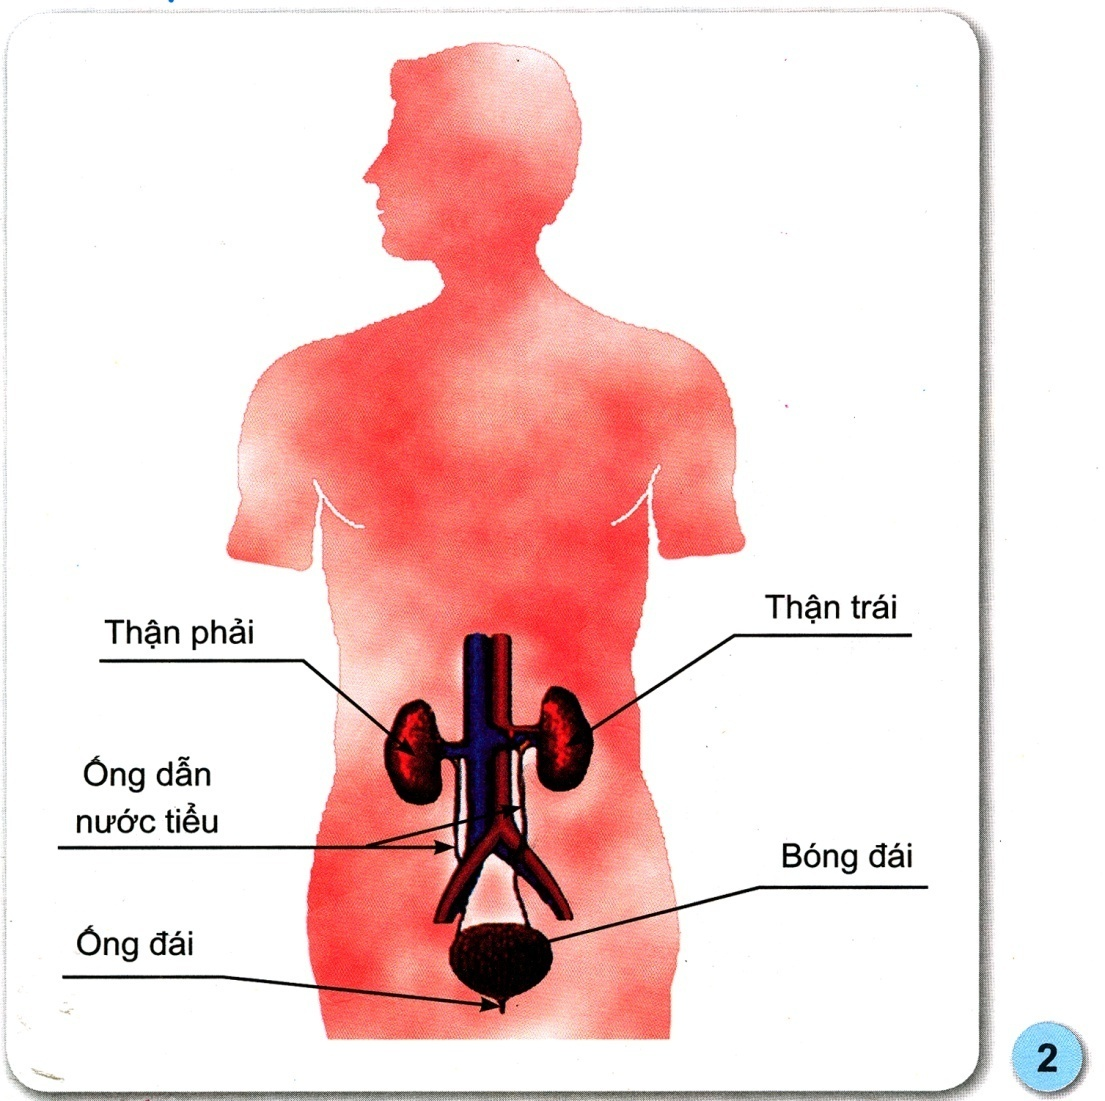 Thận trái
Thận phải
Ống dẫn
nước tiểu
Bóng đái
Ống đái
2